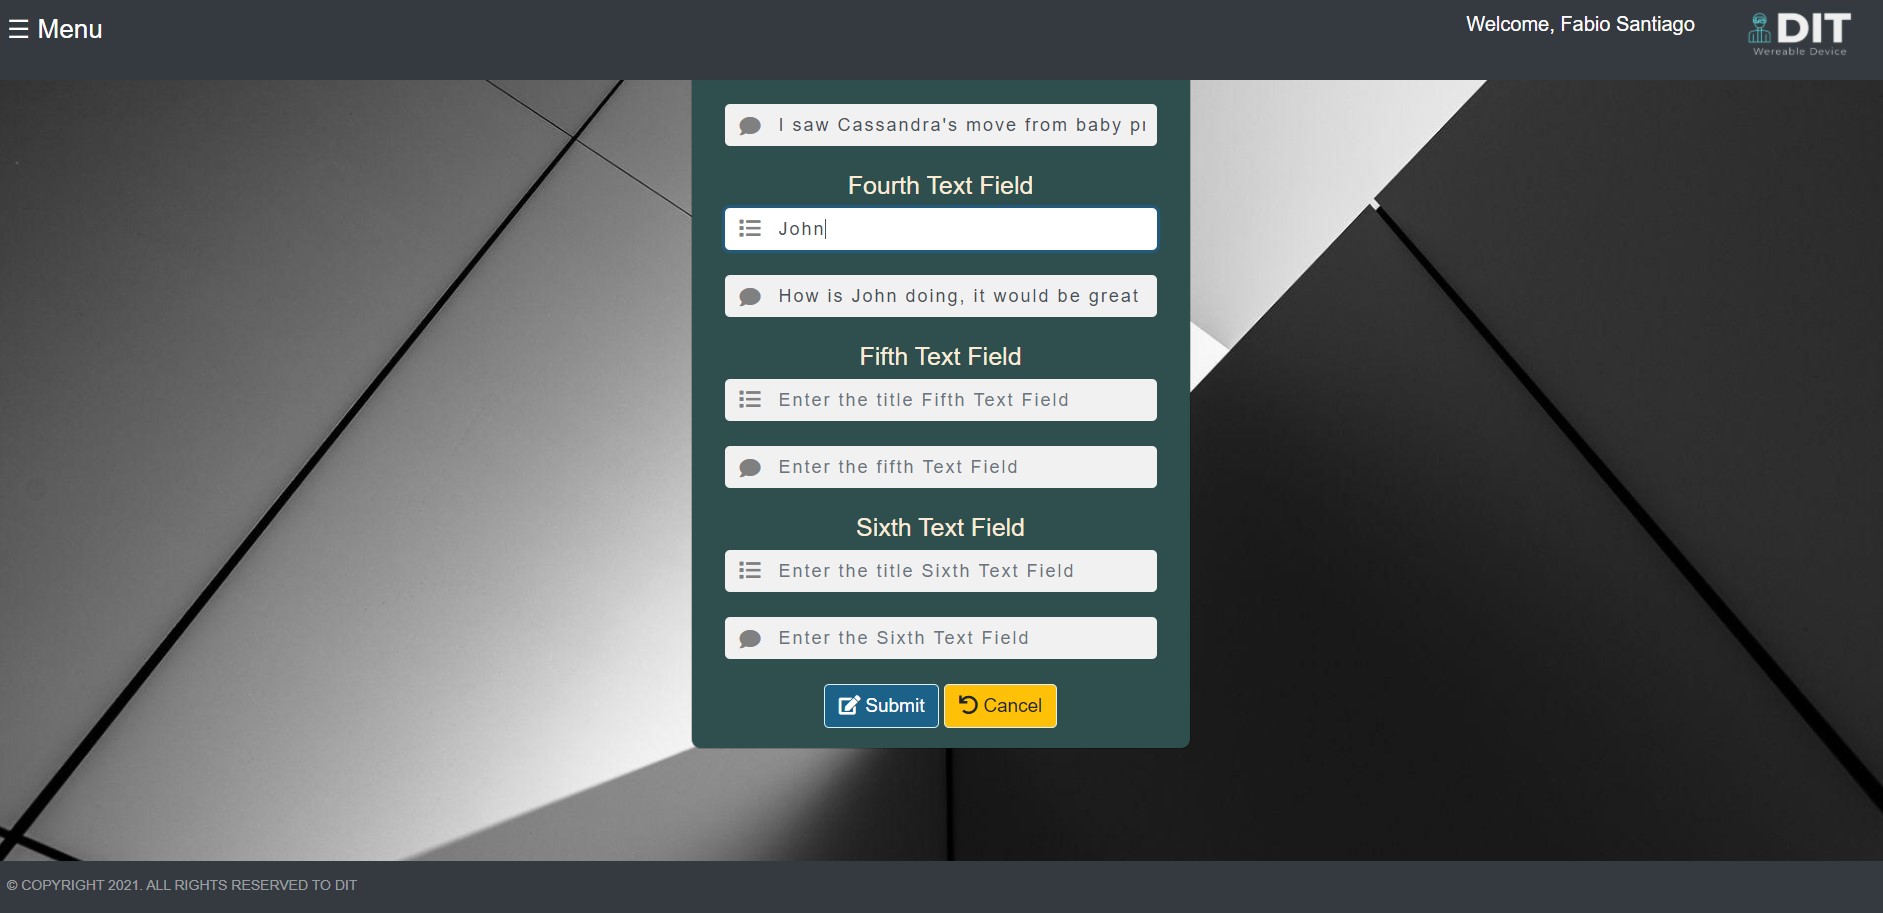 ☰ Menu
Welcome, Fabio Santiago
DIT
Wereable Device
I saw Cassandra's move from baby
Fourth Text Field
John
How is John doing, it would be great
Fifth Text Field
Enter the title Fifth Text Field
Enter the fifth Text Field
Sixth Text Field
Enter the title Sixth Text Field
Enter the Sixth Text Field
Submit
Cancel
© COPYRIGHT 2021. ALL RIGHTS RESERVED TO DIT